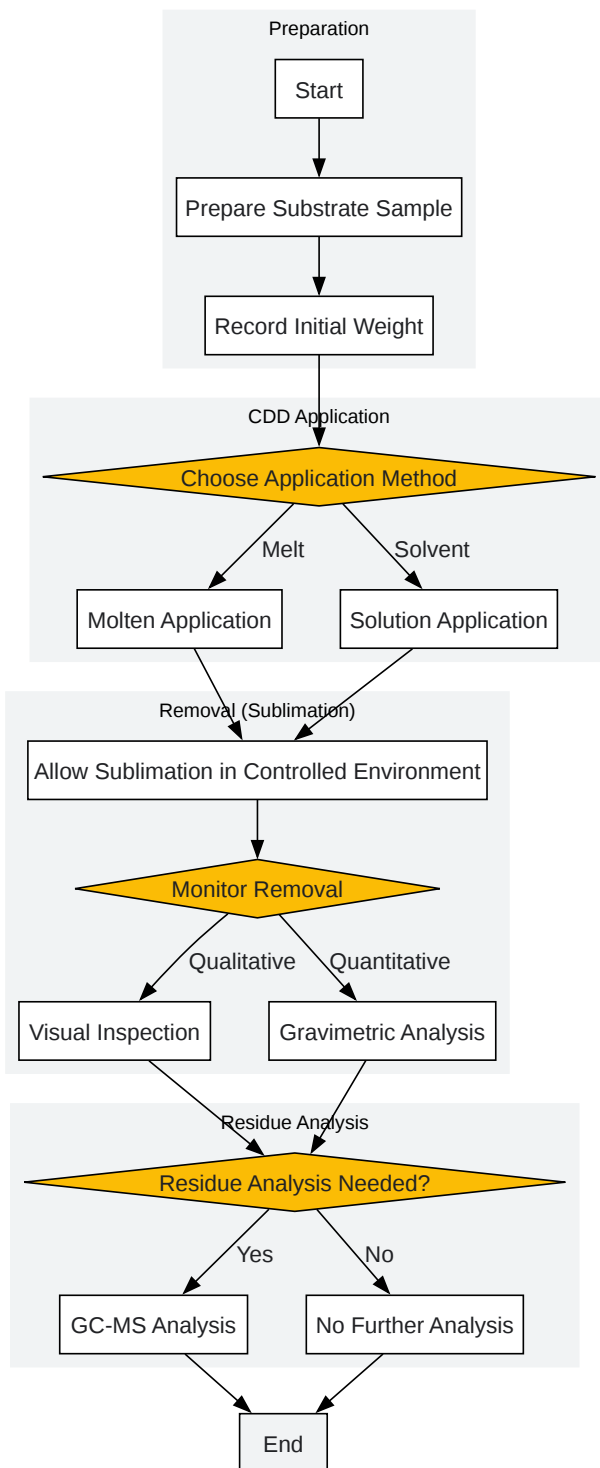 Preparation
Start
Prepare Substrate Sample
Record Initial Weight
CDD Application
Choose Application Method
Melt
Solvent
Molten Application
Solution Application
Removal (Sublimation)
Allow Sublimation in Controlled Environment
Monitor Removal
Qualitative
Quantitative
Visual Inspection
Gravimetric Analysis
Residue Analysis
Residue Analysis Needed?
Yes
No
GC-MS Analysis
No Further Analysis
End